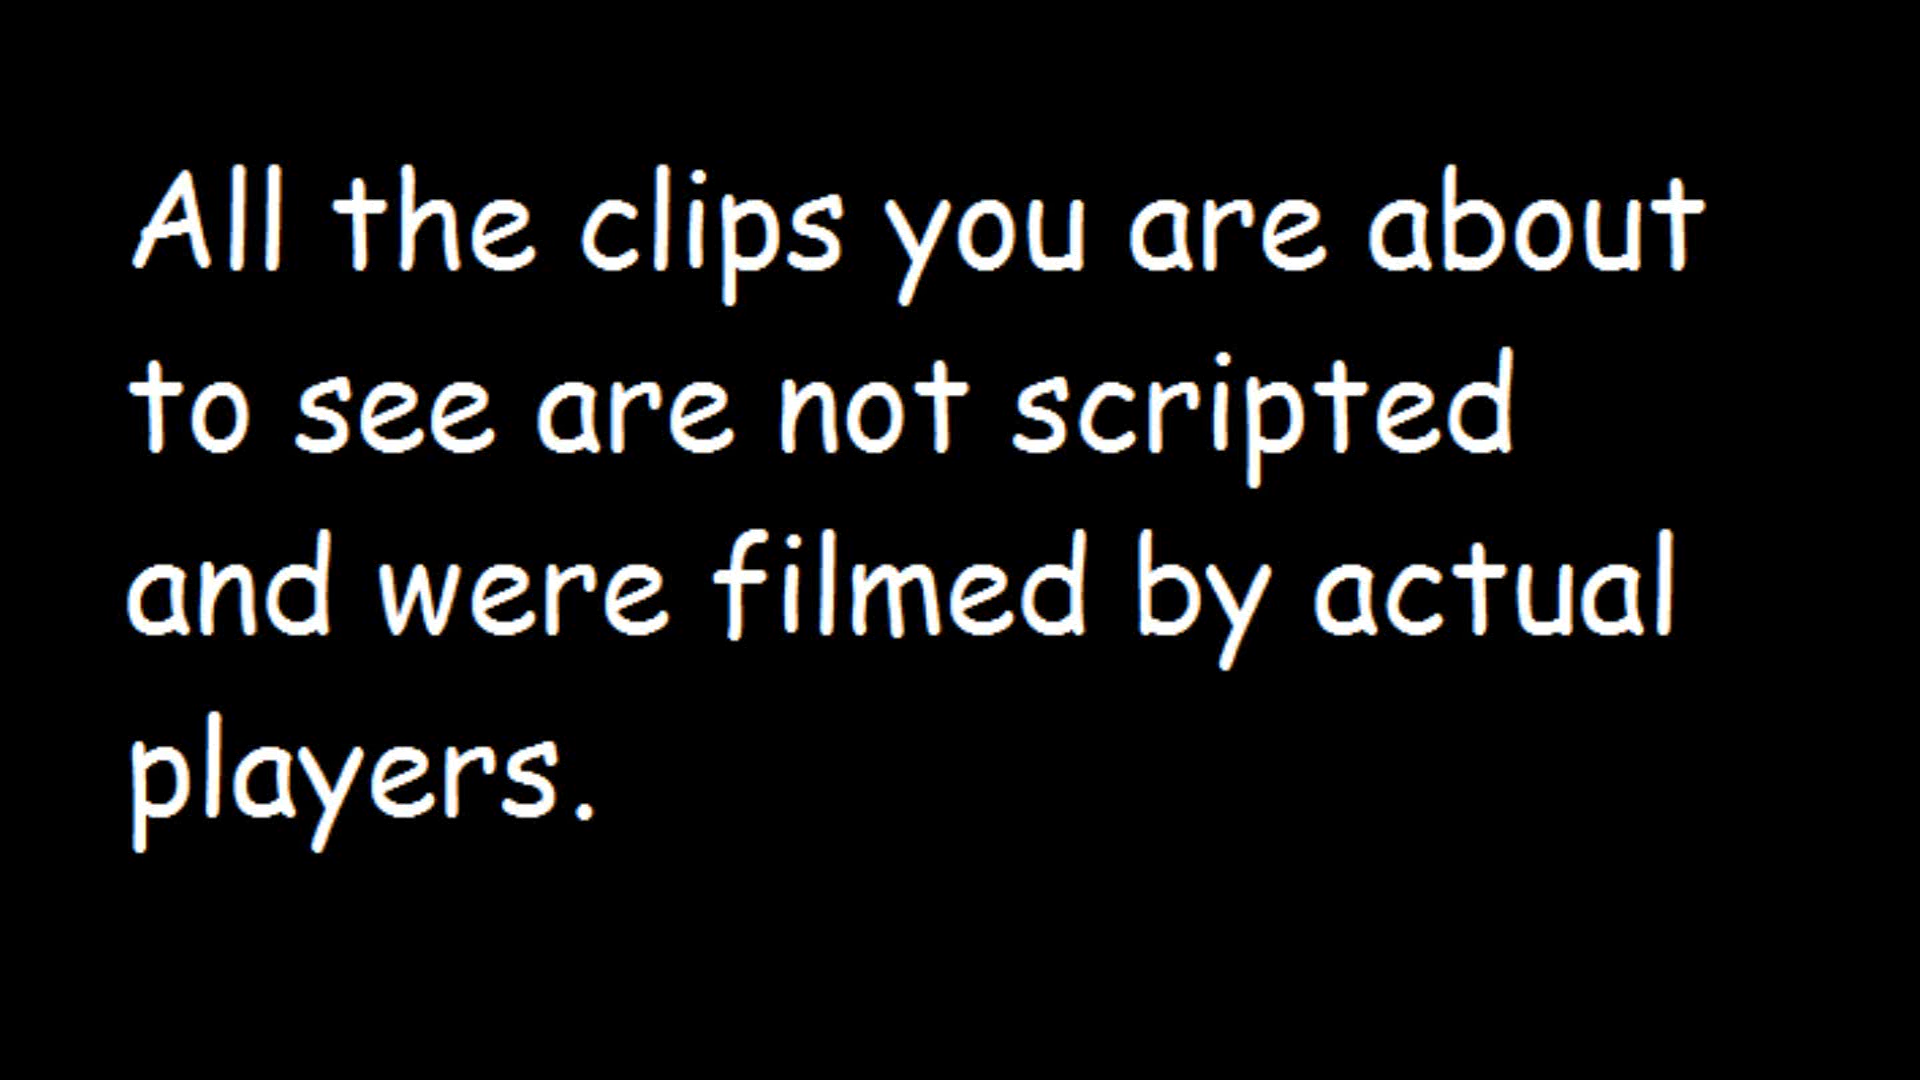 All the clips you are about
to see are not scripted
and were filmed by actual
players.